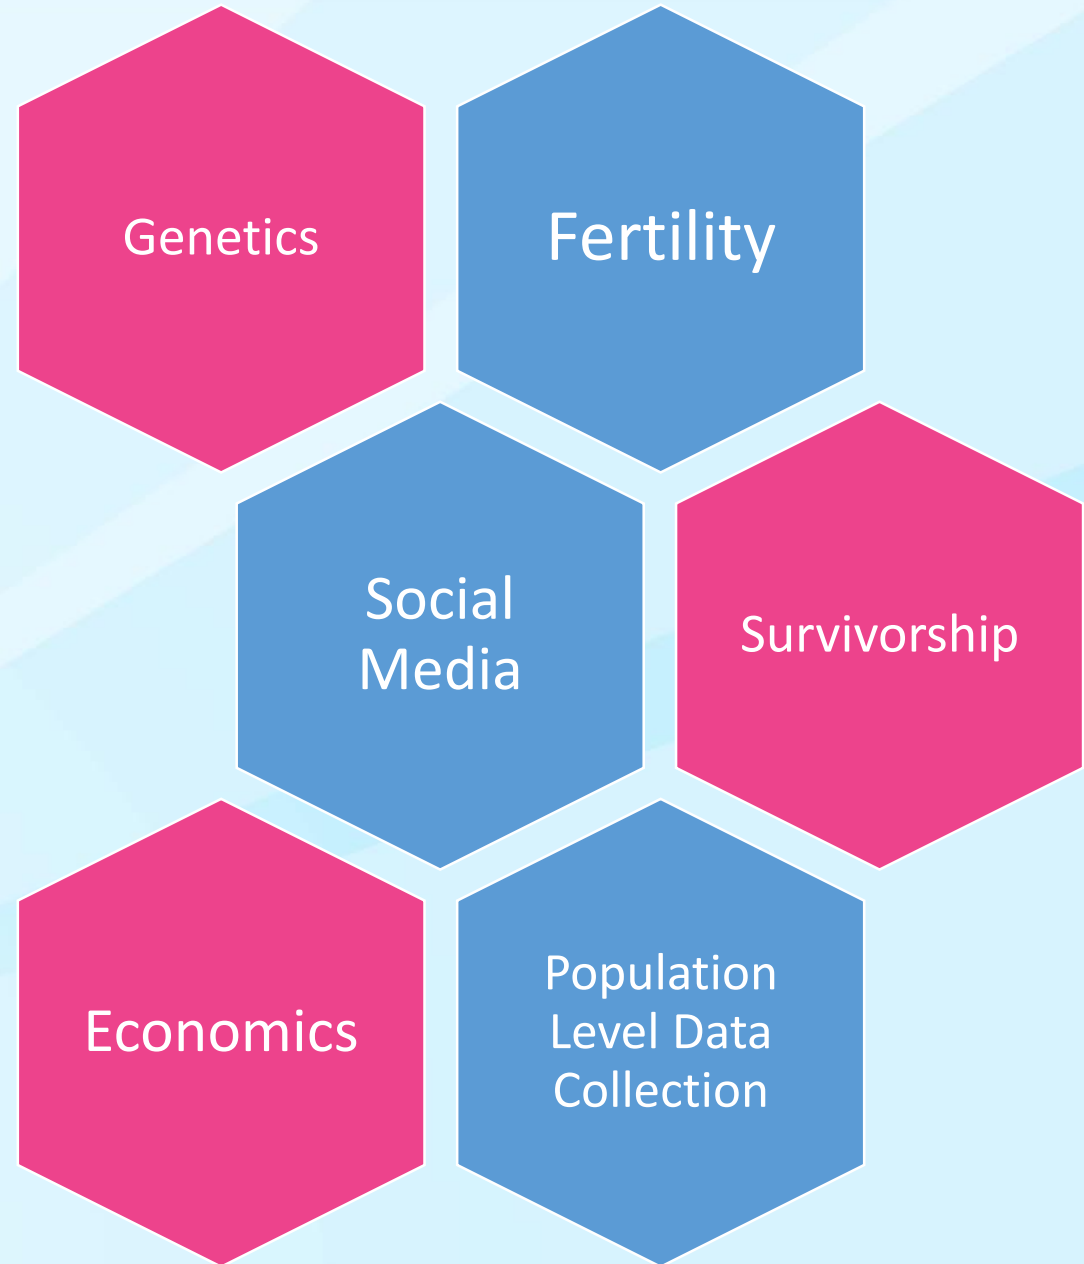 Genetics
Fertility
Social
Media
Survivorship
Economics
Population
Level Data
Collection